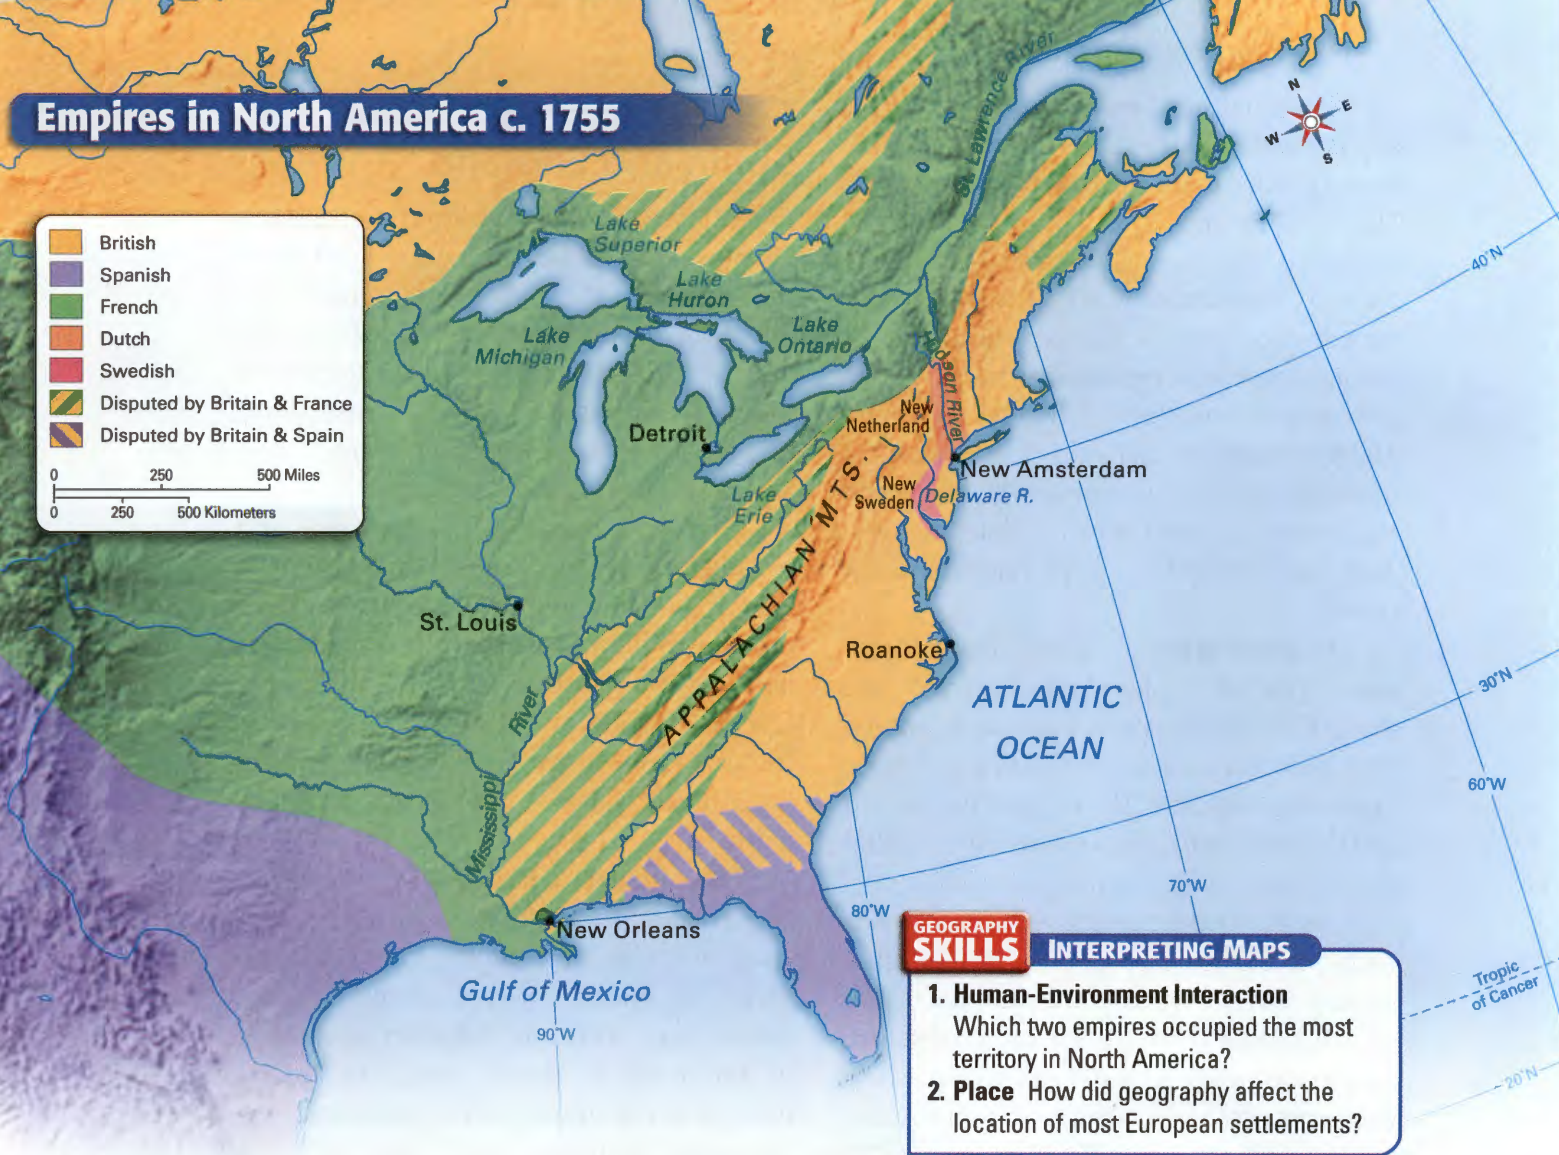 Empires in North America c. 1755
British
Spanish
French
Dutch
Swedish
Disputed by Britain & France
Disputed by Britain & Spain
0 250 500 Miles
0 250 500 Kilometers
N
E
W
S
St. Lawrence River
Lake
Superior
Lake
Huron
Lake
Michigan
Lake
Ontario
Hudson River
New
Netherland
Detroit
New Amsterdam
New
Sweden
Delaware R.
Lake
Erie
APPALACHIAN MTS.
St. Louis
Roanoke
Mississippi River
ATLANTIC
OCEAN
New Orleans
Gulf of Mexico
40°N
30°N
60°W
70°W
80°W
90°W
Tropic
of Cancer
20°N
GEOGRAPHY
SKILLS
INTERPRETING MAPS
1. Human-Environment Interaction
Which two empires occupied the most
territory in North America?
2. Place How did geography affect the
location of most European settlements?